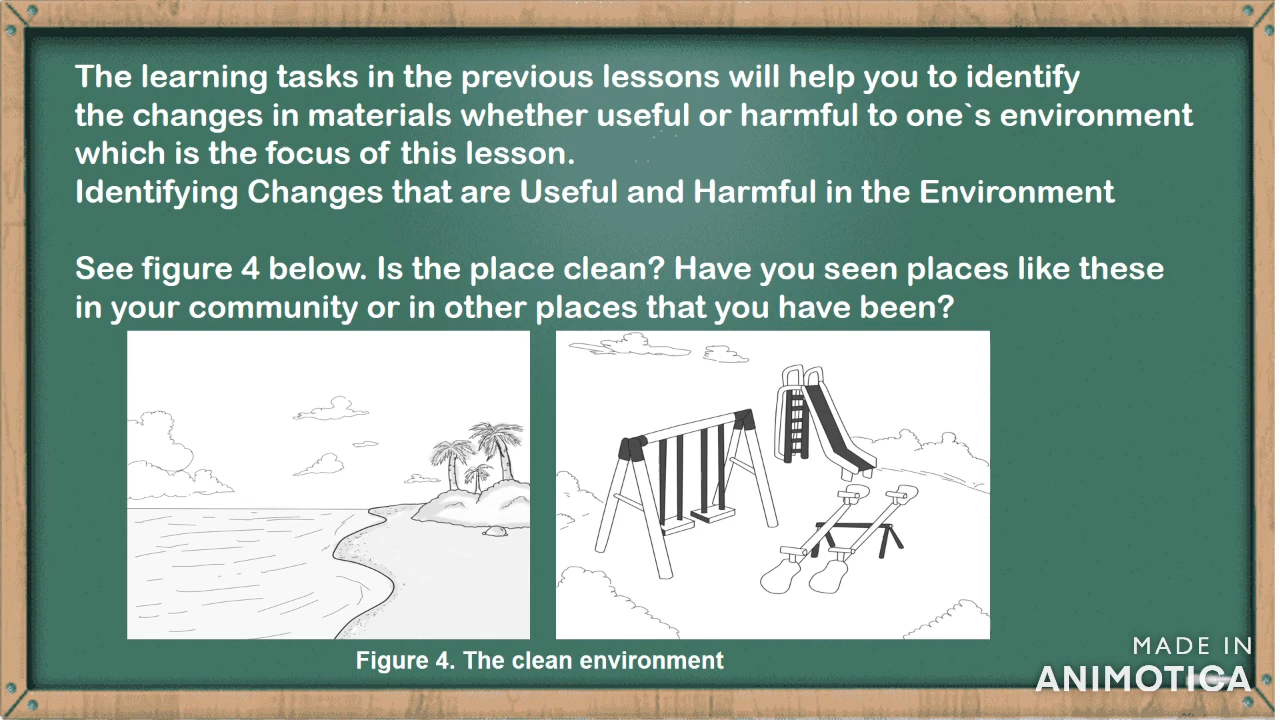 The learning tasks in the previous lessons will help you to identify
the changes in materials whether useful or harmful to one`s environment
which is the focus of this lesson.
Identifying Changes that are Useful and Harmful in the Environment
See figure 4 below. Is the place clean? Have you seen places like these
in your community or in other places that you have been?
Figure 4. The clean environment
MADE IN
ANIMOTICA